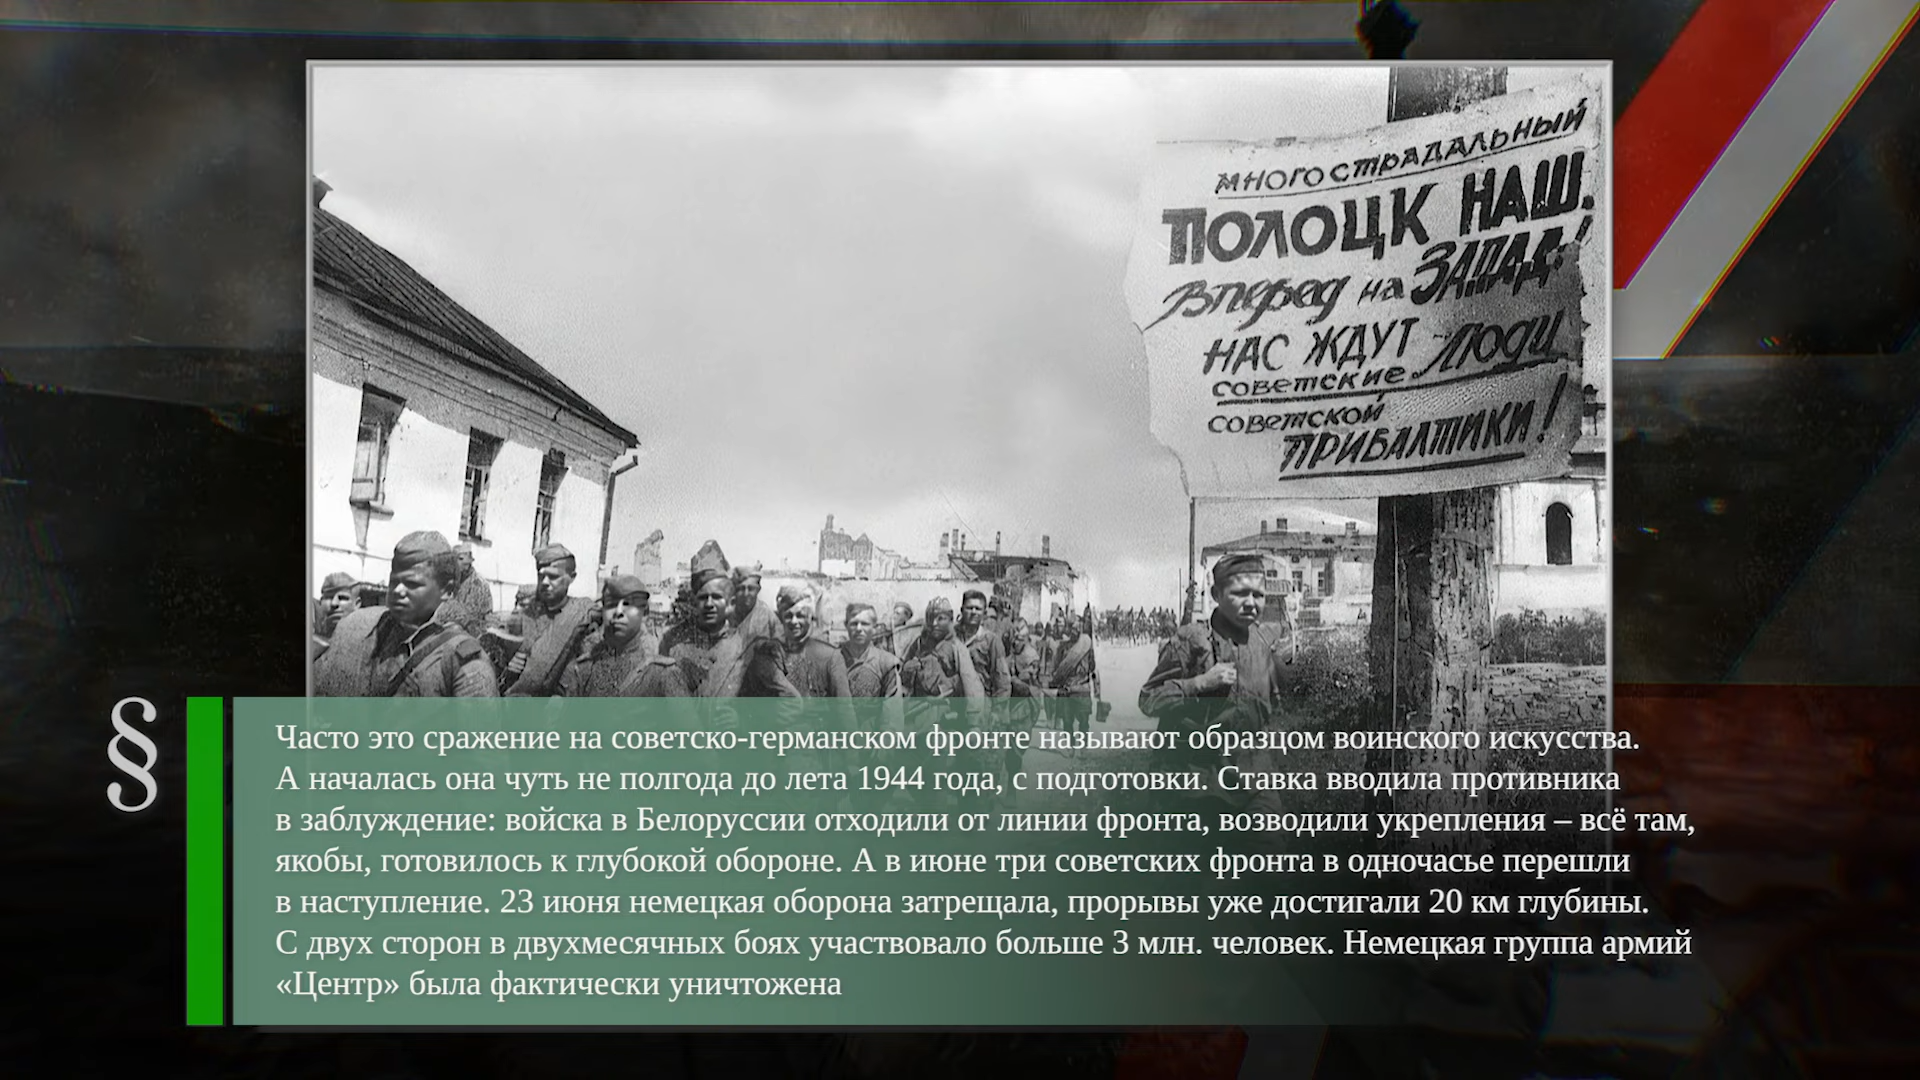 многострадальный
ПОЛОЦК НАШ.
Вперед на ЗАПАД!
НАС ЖДУТ люди
советские
советской
ПРИБАЛТИКИ!
§
Часто это сражение на советско-германском фронте называют образцом воинского искусства.
А началась она чуть не полгода до лета 1944 года, с подготовки. Ставка вводила противника
в заблуждение: войска в Белоруссии отходили от линии фронта, возводили укрепления – всё там,
якобы, готовилось к глубокой обороне. А в июне три советских фронта в одночасье перешли
в наступление. 23 июня немецкая оборона затрещала, прорывы уже достигали 20 км глубины.
С двух сторон в двухмесячных боях участвовало больше 3 млн. человек. Немецкая группа армий
«Центр» была фактически уничтожена